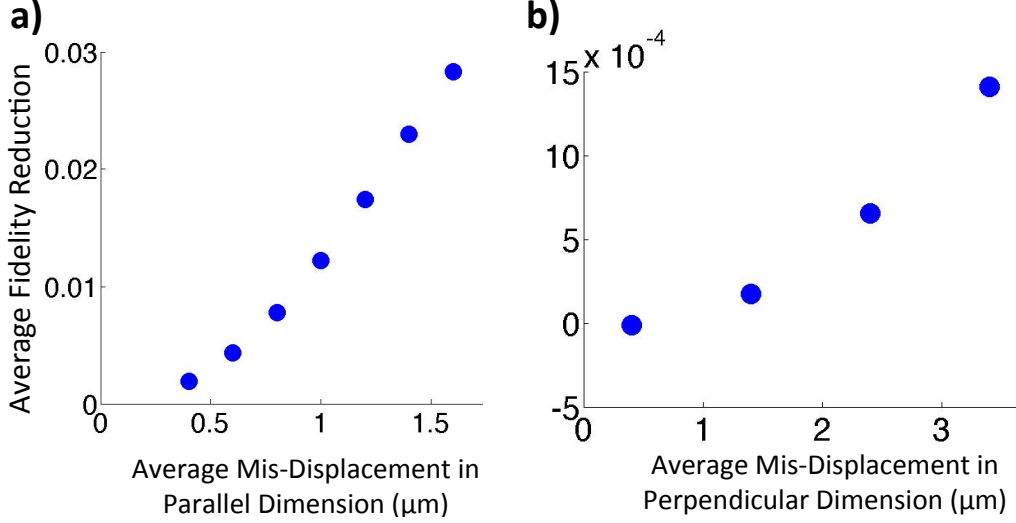 a)
Average Fidelity Reduction
0.03
0.02
0.01
0
0
0.5
1
1.5
Average Mis-Displacement in
Parallel Dimension (μm)
b)
x 10^-4
15
10
5
0
-5
0
1
2
3
Average Mis-Displacement in
Perpendicular Dimension (μm)